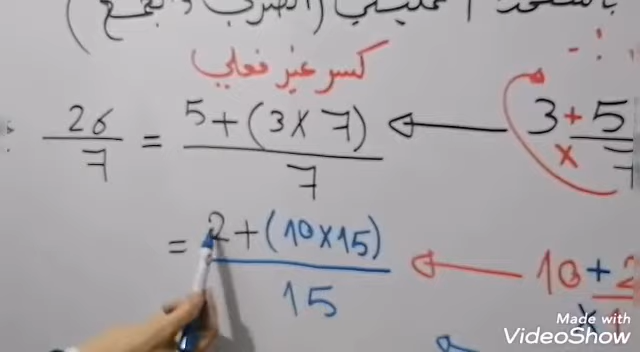 كسر غير فعلي
26/7 = 5+(3×7)/7 ← 3+5/7
×
= 2+(10×15)/15 ← 10+2
×
Made with
VideoShow